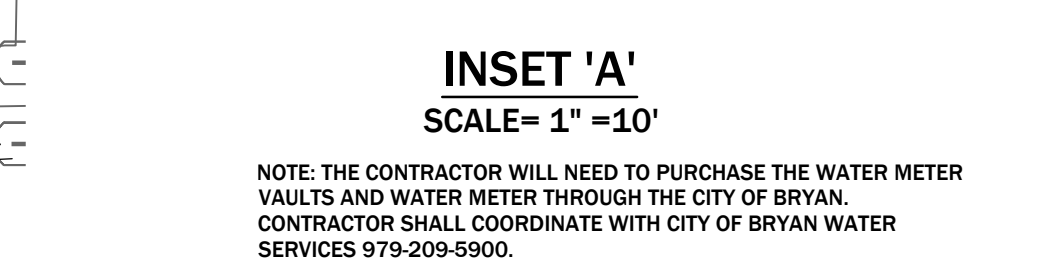 INSET 'A'
SCALE= 1" =10'
NOTE: THE CONTRACTOR WILL NEED TO PURCHASE THE WATER METER
VAULTS AND WATER METER THROUGH THE CITY OF BRYAN.
CONTRACTOR SHALL COORDINATE WITH CITY OF BRYAN WATER
SERVICES 979-209-5900.